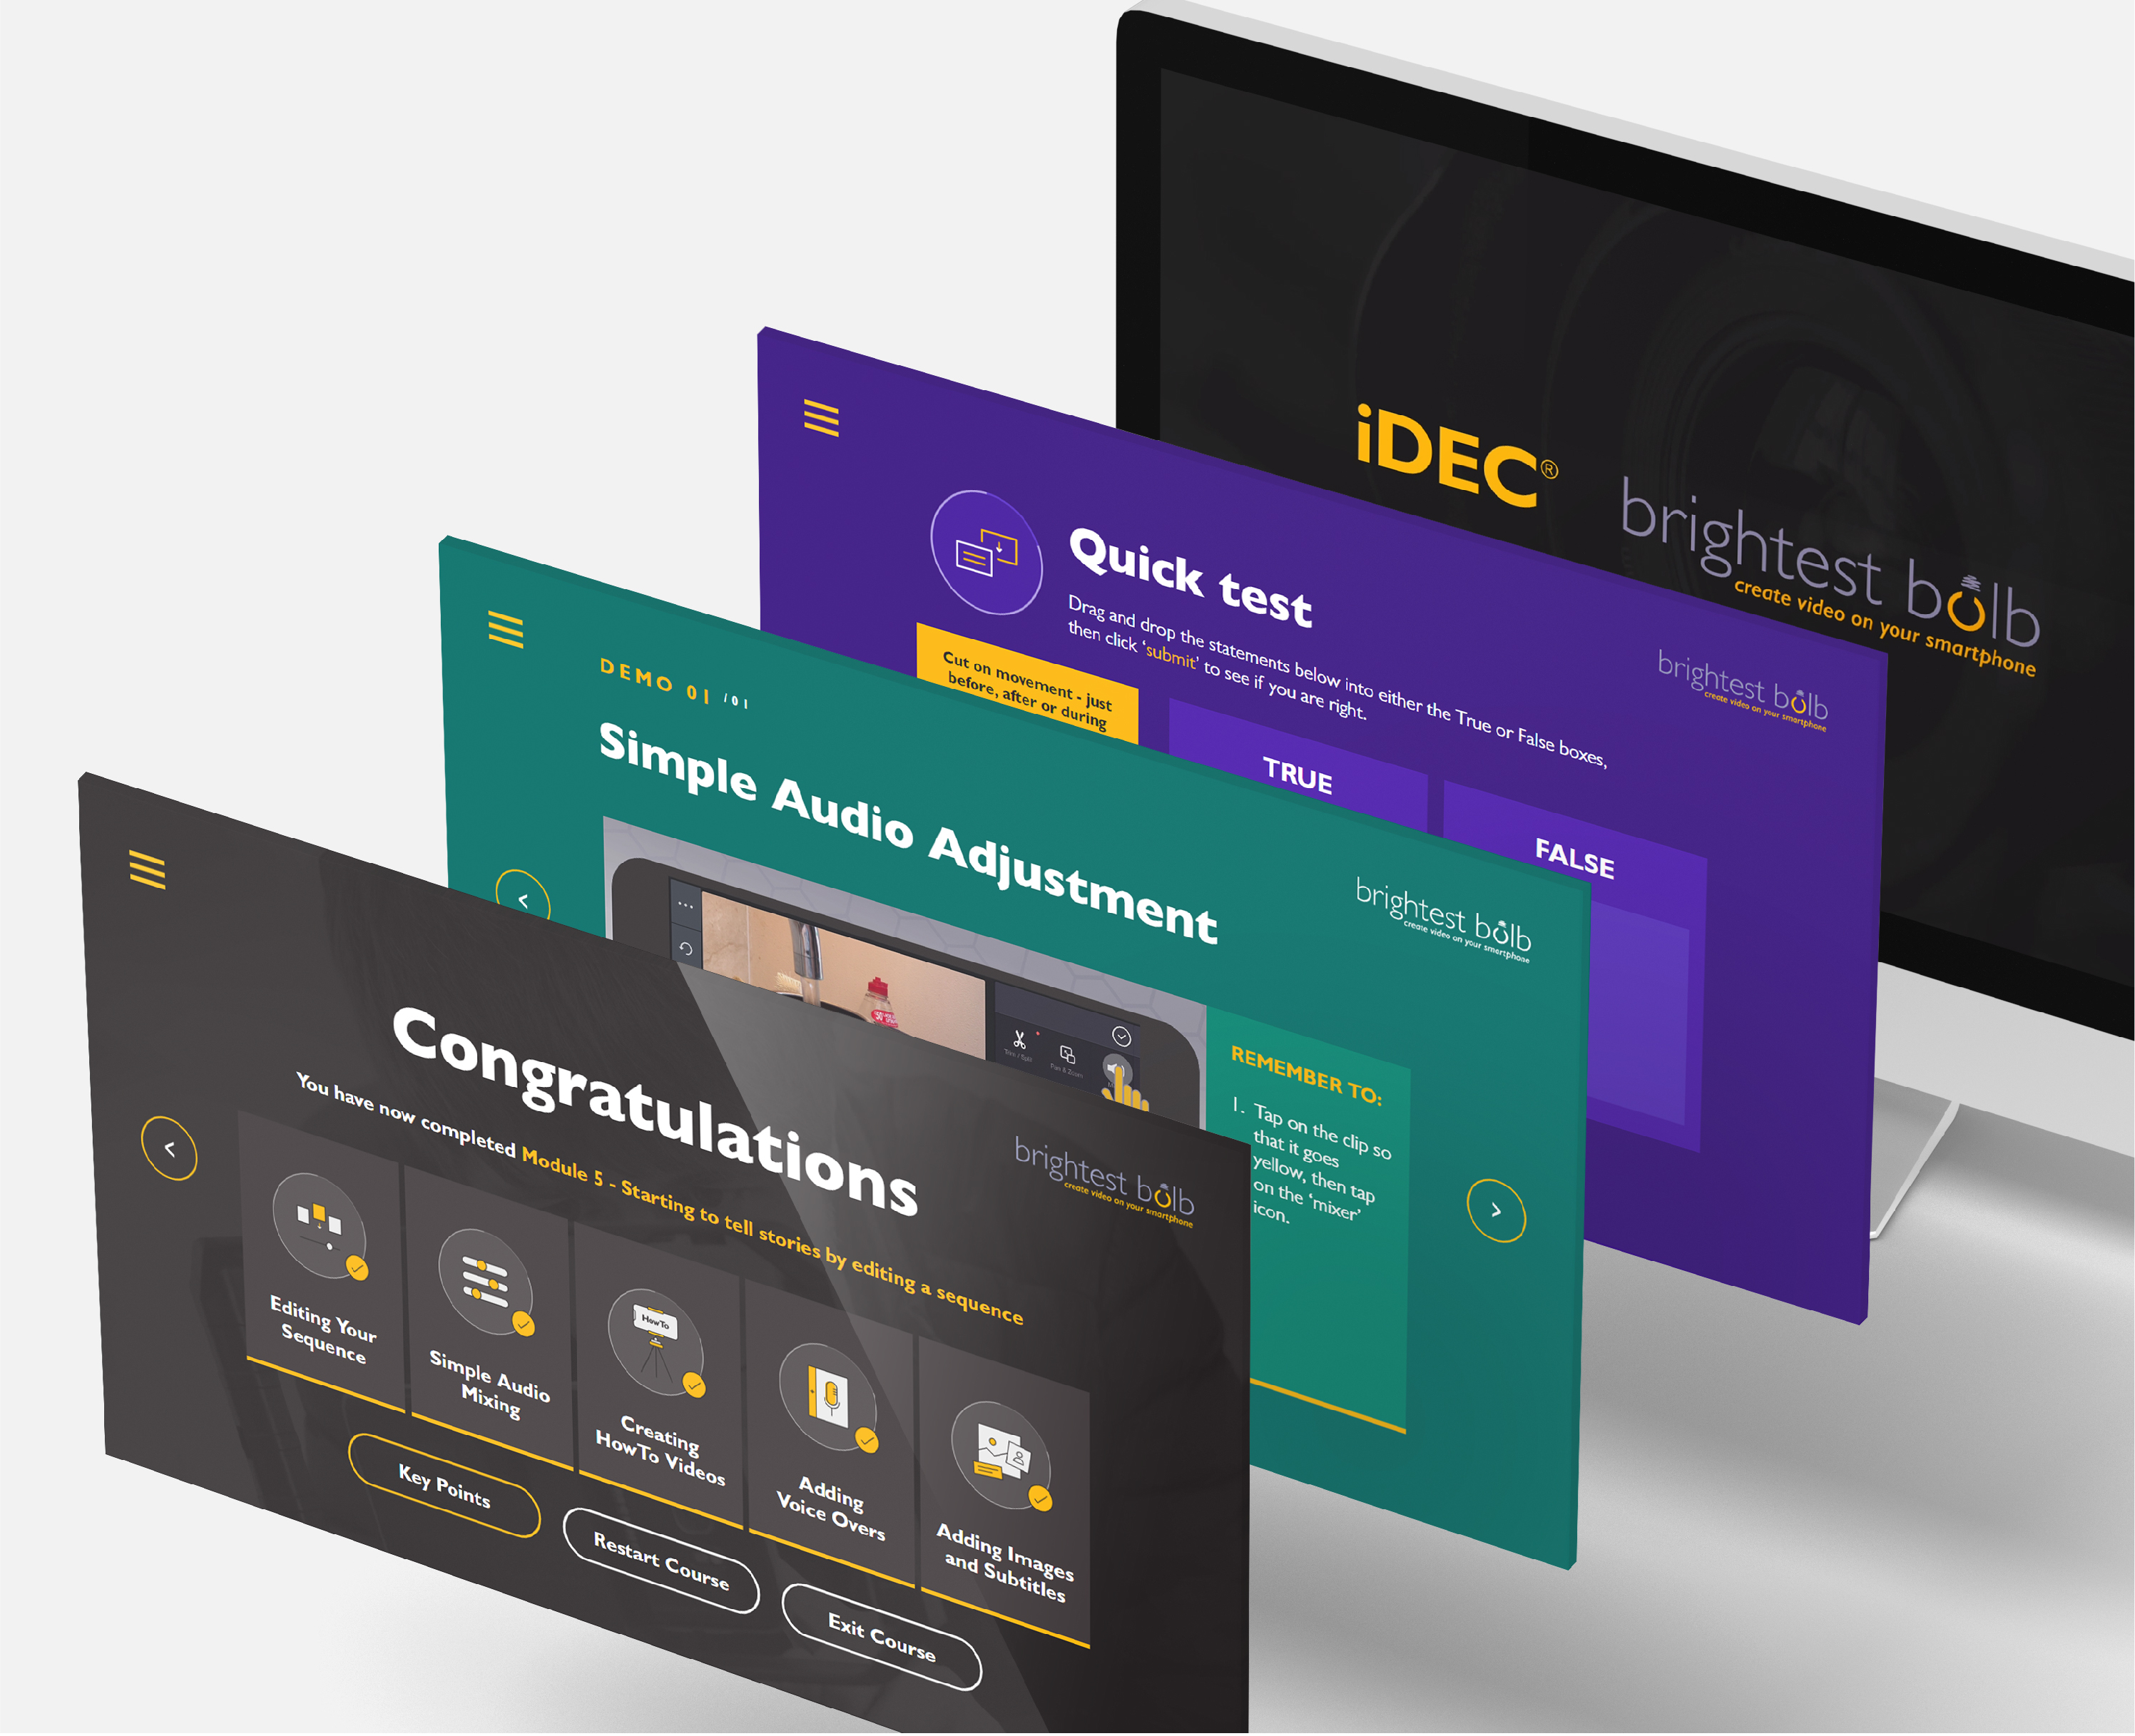 iDEC®
brightest bulb
create video on your smartphone
Quick test
Drag and drop the statements below into either the True or False boxes,
then click ‘submit’ to see if you are right.
brightest bulb
create video on your smartphone
Cut on movement - just
before, after or during
TRUE
FALSE
DEMO 01 /01
Simple Audio Adjustment
brightest bulb
create video on your smartphone
Trim / Split
Pan & Zoom
REMEMBER TO:
1. Tap on the clip so
that it goes
yellow, then tap
on the ‘mixer’
icon.
Congratulations
You have now completed Module 5 - Starting to tell stories by editing a sequence
brightest bulb
create video on your smartphone
Editing Your
Sequence
Simple Audio
Mixing
HowTo
Creating
HowTo Videos
Adding
Voice Overs
Adding Images
and Subtitles
Key Points
Restart Course
Exit Course